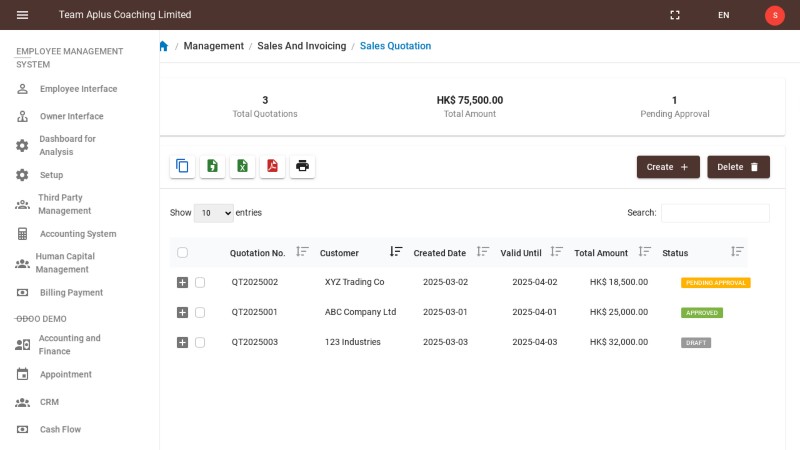 Team Aplus Coaching Limited
EN
S
EMPLOYEE MANAGEMENT
SYSTEM
Employee Interface
Owner Interface
Dashboard for
Analysis
Setup
Third Party
Management
Accounting System
Human Capital
Management
Billing Payment
ODOO DEMO
Accounting and
Finance
Appointment
CRM
Cash Flow
/ Management / Sales And Invoicing / Sales Quotation
3
Total Quotations
HK$ 75,500.00
Total Amount
1
Pending Approval
Create +
Delete
Show 10 entries
Search:
Quotation No. Customer Created Date Valid Until Total Amount Status
QT2025002 XYZ Trading Co 2025-03-02 2025-04-02 HK$ 18,500.00 PENDING APPROVAL
QT2025001 ABC Company Ltd 2025-03-01 2025-04-01 HK$ 25,000.00 APPROVED
QT2025003 123 Industries 2025-03-03 2025-04-03 HK$ 32,000.00 DRAFT